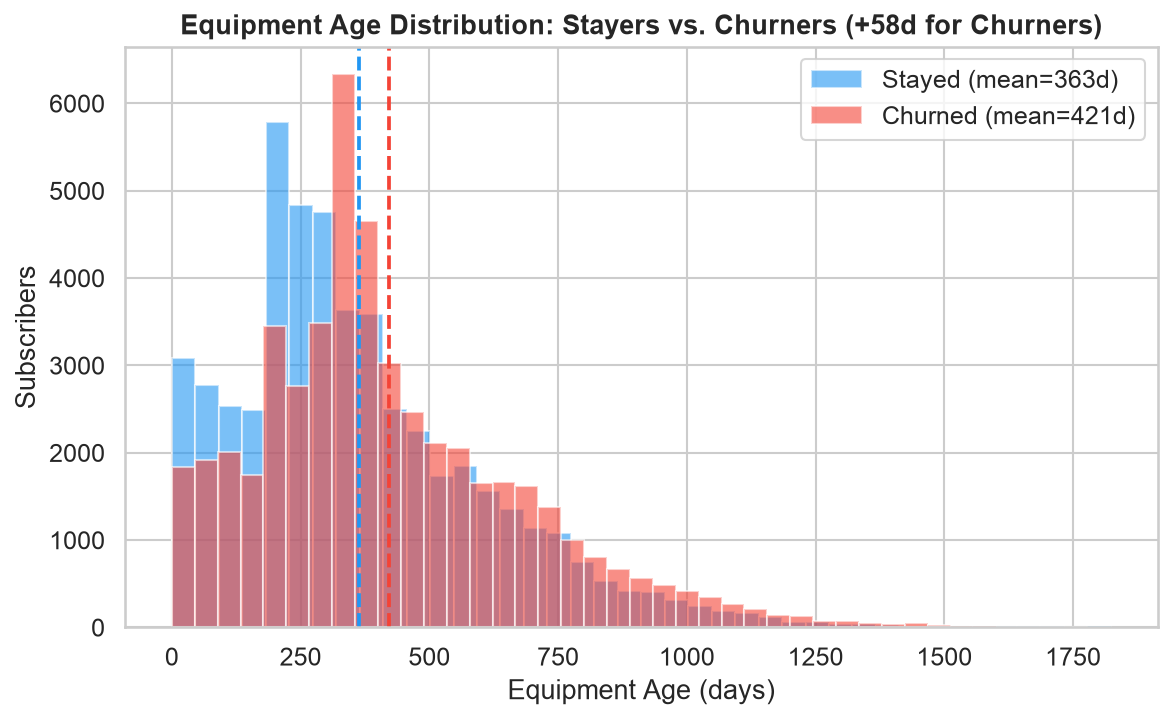 Equipment Age Distribution: Stayers vs. Churners (+58d for Churners)
Stayed (mean=363d)
Churned (mean=421d)
Subscribers
6000
5000
4000
3000
2000
1000
0
0 250 500 750 1000 1250 1500 1750
Equipment Age (days)